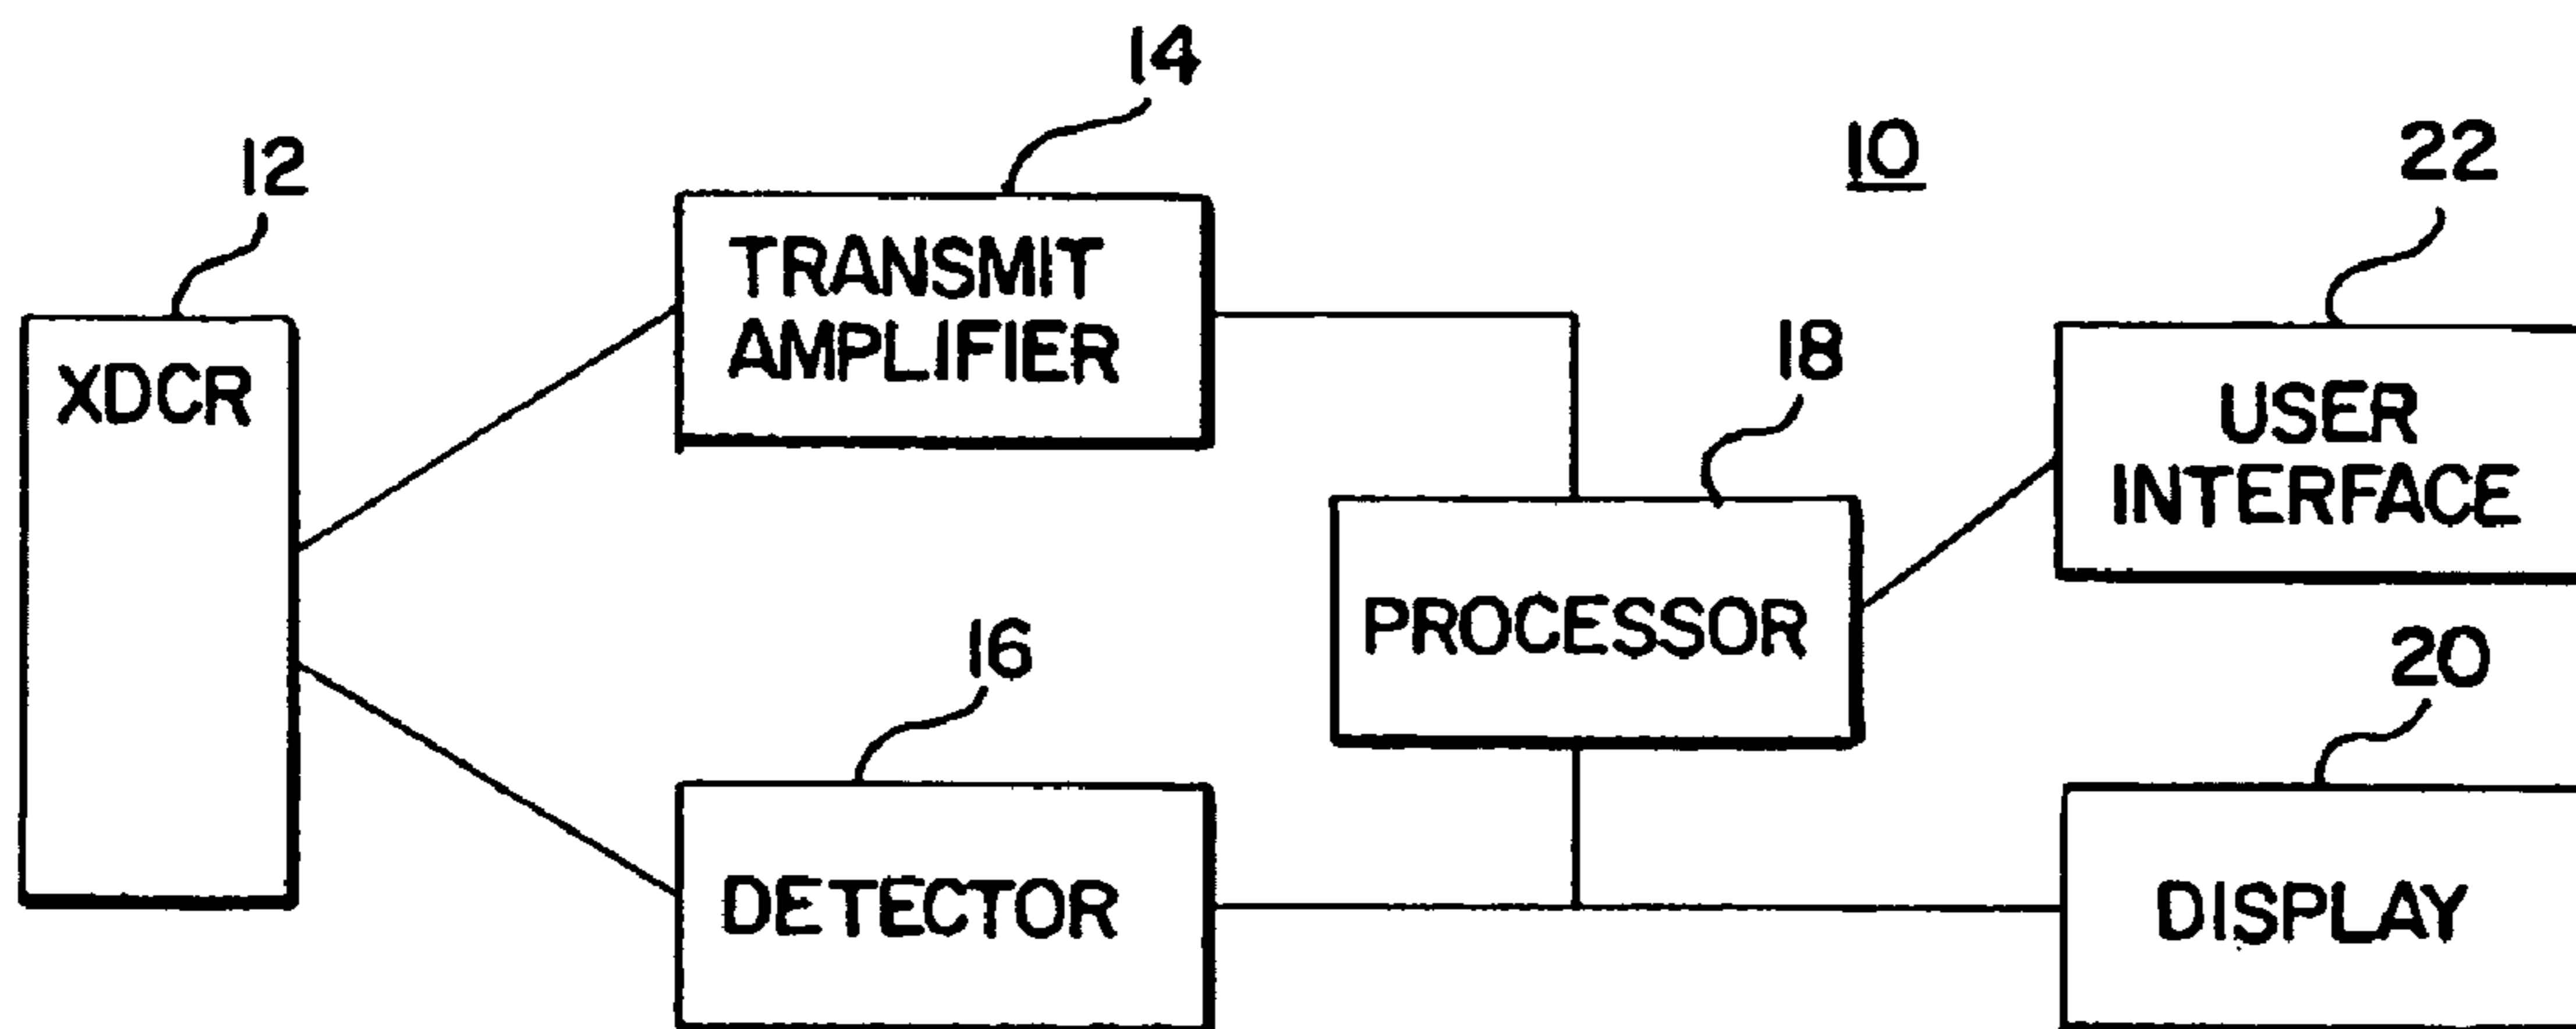 14
10
22
12
TRANSMIT
AMPLIFIER
XDCR
18
USER
INTERFACE
PROCESSOR
16
20
DETECTOR
DISPLAY